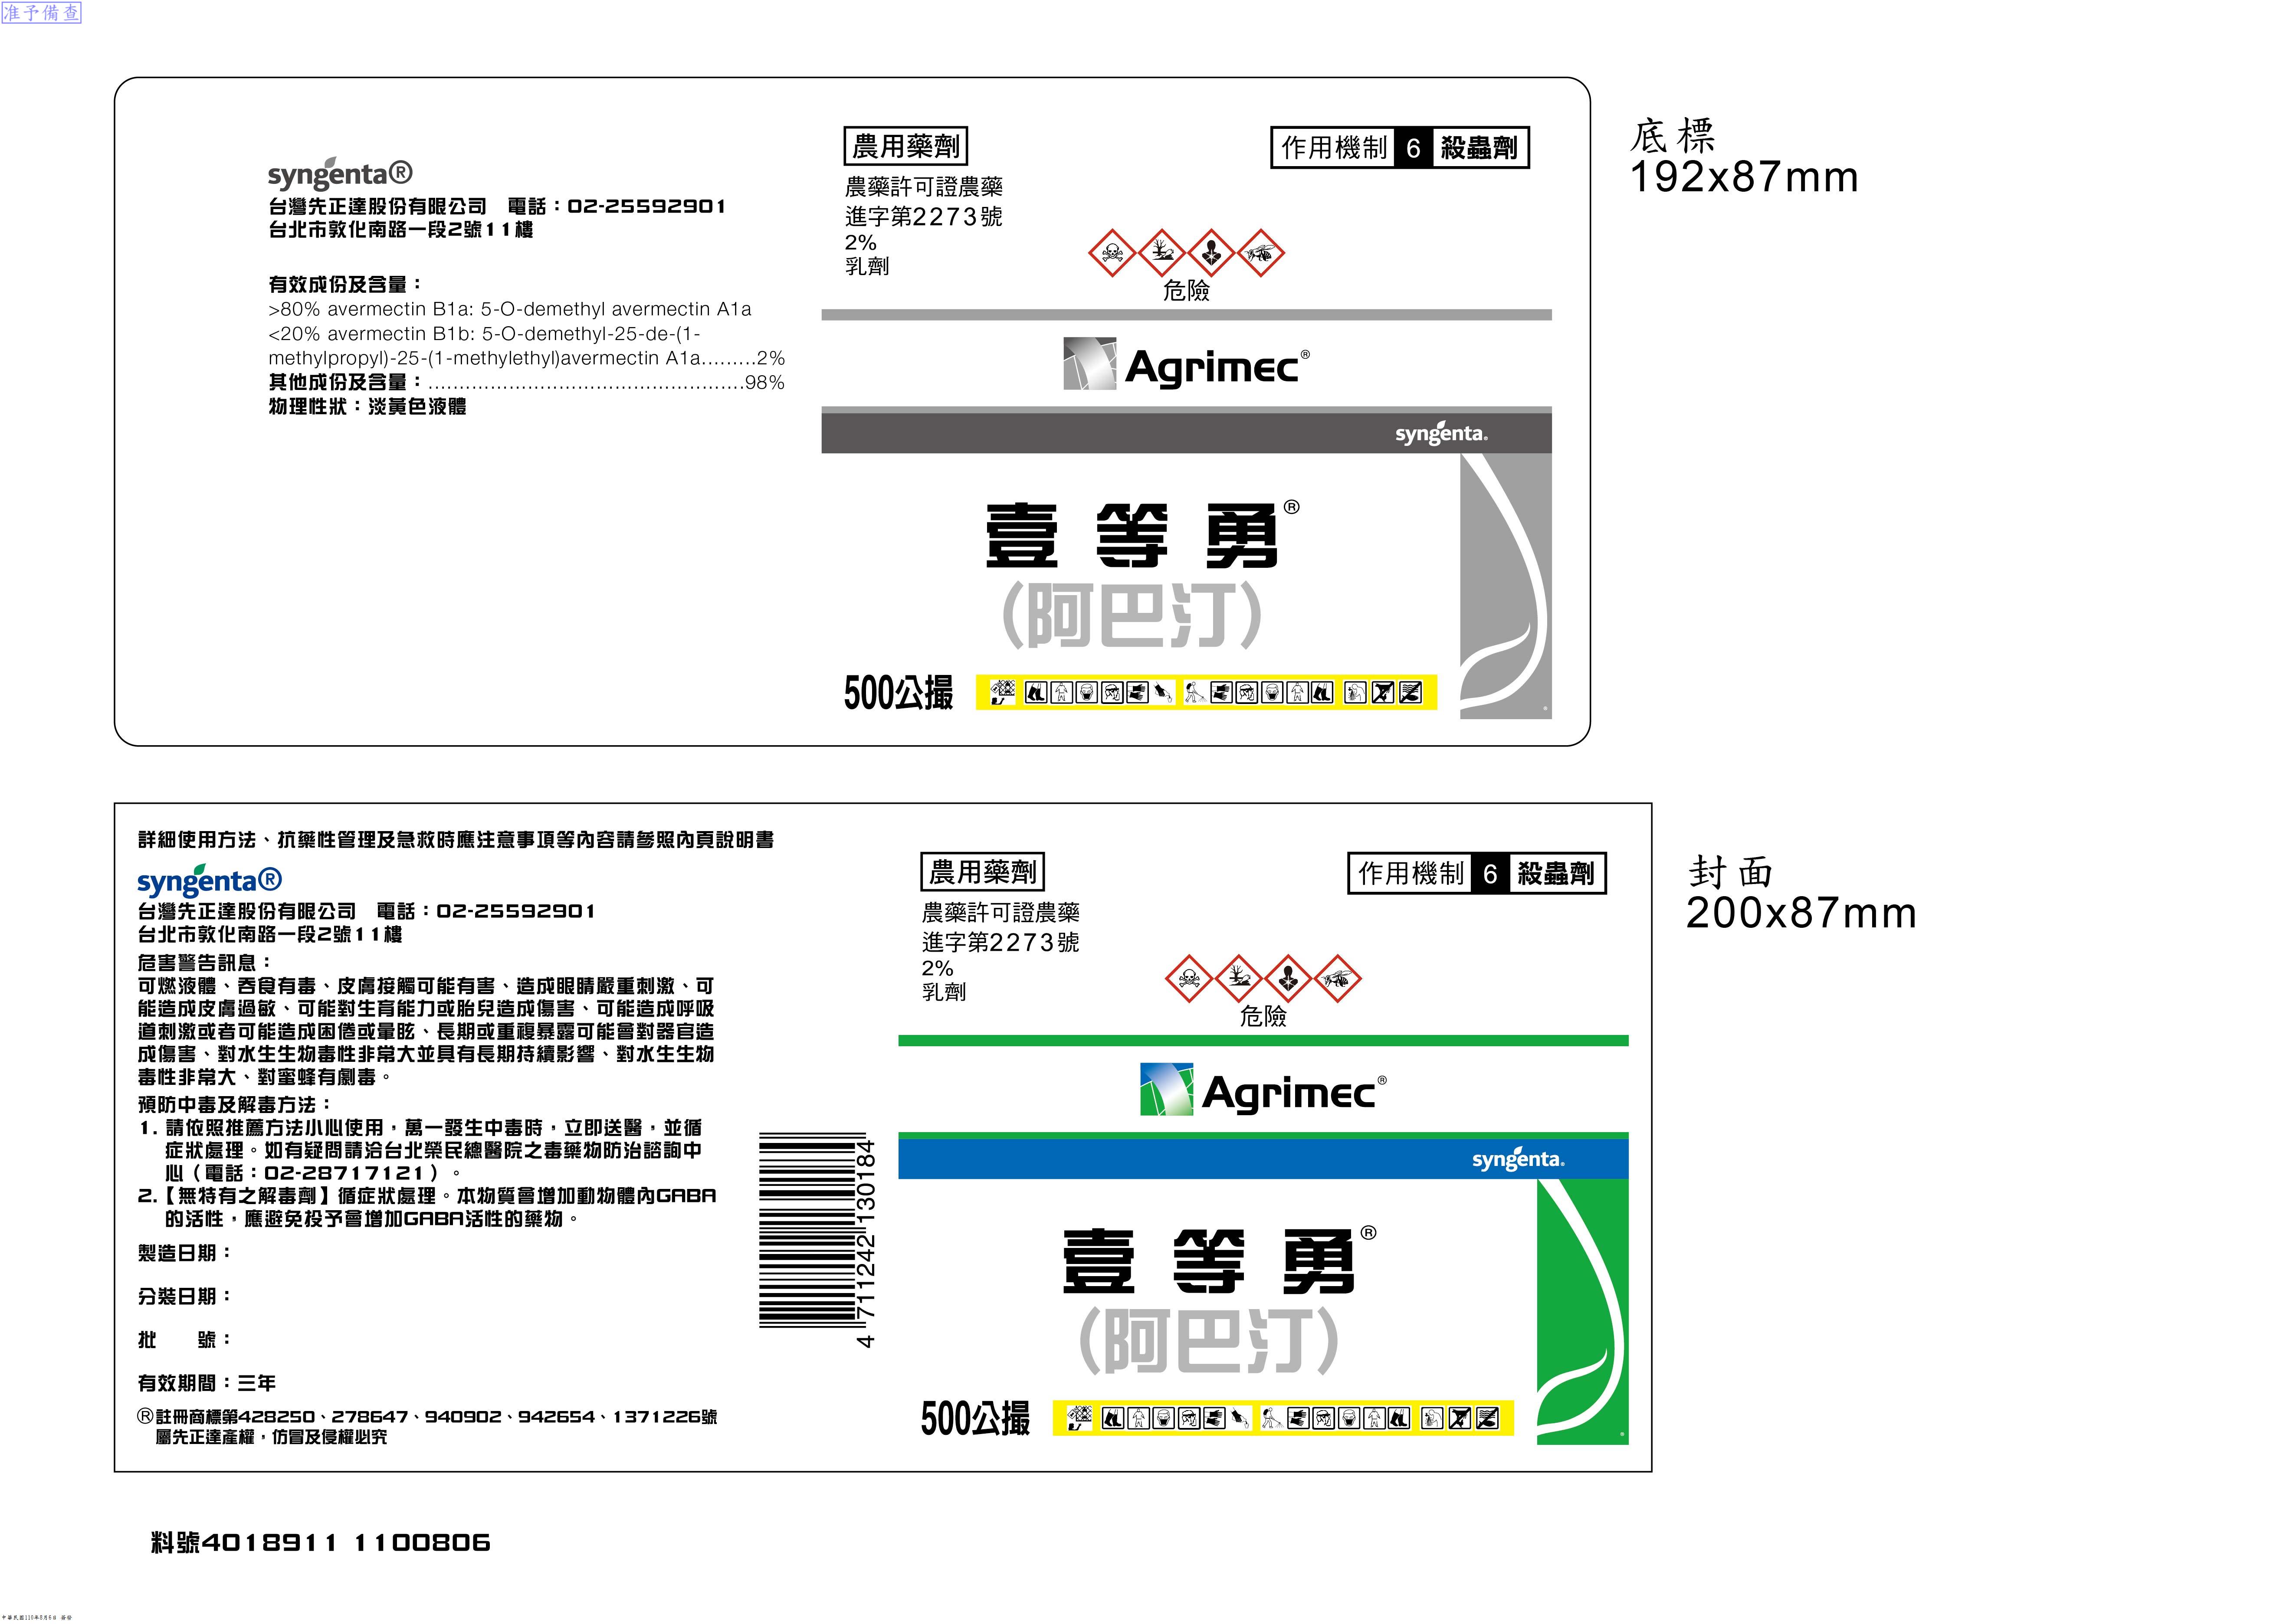 准予備查
syngenta®
台灣先正達股份有限公司　電話：02-25592901
台北市敦化南路一段2號11樓
有效成份及含量：
>80% avermectin B1a: 5-O-demethyl avermectin A1a
<20% avermectin B1b: 5-O-demethyl-25-de-(1-
methylpropyl)-25-(1-methylethyl)avermectin A1a.........2%
其他成份及含量：...................................................98%
物理性狀：淡黃色液體
農用藥劑
作用機制 6 殺蟲劑
農藥許可證農藥
進字第2273號
2%
乳劑
危險
Agrimec®
syngenta®
壹等勇®
(阿巴汀)
500公撮
底標
192x87mm
詳細使用方法、抗藥性管理及急救時應注意事項等內容請參照內頁說明書
syngenta®
台灣先正達股份有限公司　電話：02-25592901
台北市敦化南路一段2號11樓
危害警告訊息：
可燃液體、吞食有毒、皮膚接觸可能有害、造成眼睛嚴重刺激、可
能造成皮膚過敏、可能對生育能力或胎兒造成傷害、可能造成呼吸
道刺激或者可能造成困倦或暈眩、長期或重複暴露可能會對器官造
成傷害、對水生生物毒性非常大並具有長期持續影響、對水生生物
毒性非常大、對蜜蜂有劇毒。
預防中毒及解毒方法：
1. 請依照推薦方法小心使用，萬一發生中毒時，立即送醫，並循
症狀處理。如有疑問請洽台北榮民總醫院之毒藥物防治諮詢中
心（電話：02-28717121）。
2.【無特有之解毒劑】循症狀處理。本物質會增加動物體內GABA
的活性，應避免投予會增加GABA活性的藥物。
製造日期：
分裝日期：
批　　號：
有效期間：三年
®註冊商標第428250、278647、940902、942654、1371226號
屬先正達產權，仿冒及侵權必究
4 711242 130184
農用藥劑
作用機制 6 殺蟲劑
農藥許可證農藥
進字第2273號
2%
乳劑
危險
Agrimec®
syngenta®
壹等勇®
(阿巴汀)
500公撮
封面
200x87mm
料號4018911 1100806
中華民國110年8月6日 簽發